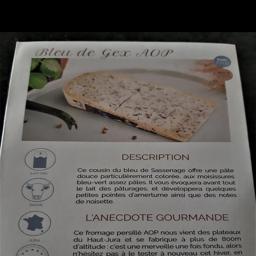 Bleu de Gex AOP
DESCRIPTION
Ce cousin du bleu de Sassenage offre une pâte
douce particulièrement colorée, aux moisissures
bleu-vert assez pâles. Il vous évoquera avant tout
le lait des pâturages, et développera quelques
petites pointes d'amertume ainsi que des notes
de noisette.
L'ANECDOTE GOURMANDE
Ce fromage persillé AOP nous vient des plateaux
du Haut-Jura et se fabrique à plus de 800m
d'altitude : c'est une merveille une fois fondu, alors
n'hésitez pas à le tester à nouveau cet hiver, en